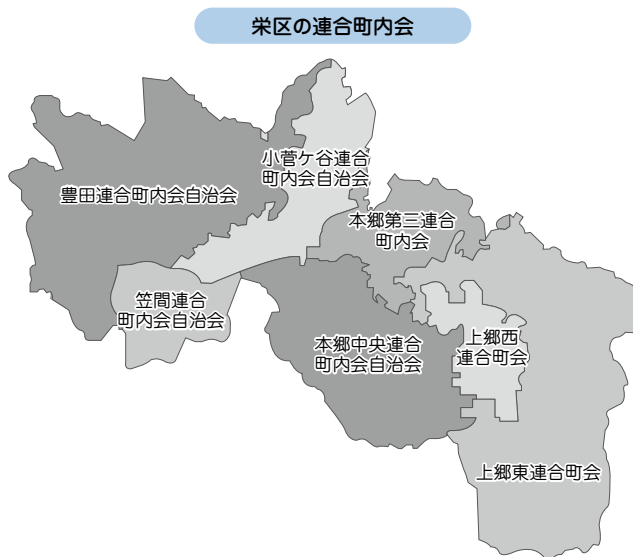 栄区の連合町内会
小菅ケ谷連合
町内会自治会
豊田連合町内会自治会
本郷第三連合
町内会
笠間連合
町内会自治会
本郷中央連合
町内会自治会
上郷西
連合町会
上郷東連合町会